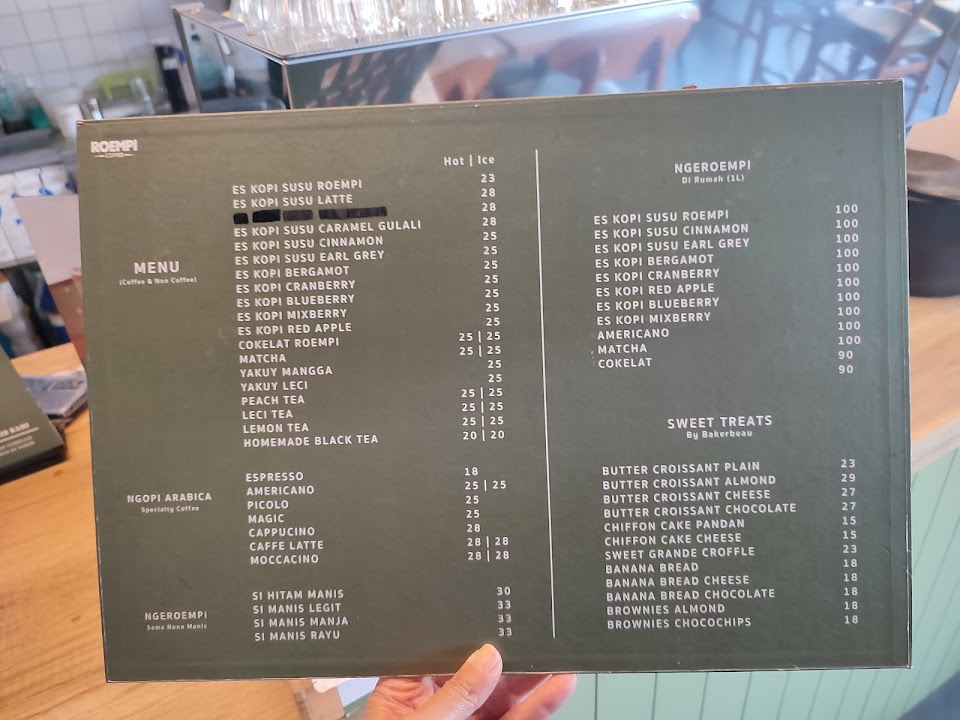 ROEMPI
COFFEE
MENU
(Coffee & Non Coffee)
Hot | Ice
ES KOPI SUSU ROEMPI 23
ES KOPI SUSU LATTE 28
28
ES KOPI SUSU CARAMEL GULALI 28
ES KOPI SUSU CINNAMON 25
ES KOPI SUSU EARL GREY 25
ES KOPI BERGAMOT 25
ES KOPI CRANBERRY 25
ES KOPI BLUEBERRY 25
ES KOPI MIXBERRY 25
ES KOPI RED APPLE 25
COKELAT ROEMPI 25 | 25
MATCHA 25 | 25
YAKUY MANGGA 25
YAKUY LECI 25
PEACH TEA 25 | 25
LECI TEA 25 | 25
LEMON TEA 25 | 25
HOMEMADE BLACK TEA 20 | 20
NGOPI ARABICA
Specialty Coffee
ESPRESSO 18
AMERICANO 25 | 25
PICOLO 25
MAGIC 25
CAPPUCINO 28
CAFFE LATTE 28 | 28
MOCCACINO 28 | 28
NGEROEMPI
Sama Nona Manis
SI HITAM MANIS 30
SI MANIS LEGIT 33
SI MANIS MANJA 33
SI MANIS RAYU 33
NGEROEMPI
Di Rumah (1L)
ES KOPI SUSU ROEMPI 100
ES KOPI SUSU CINNAMON 100
ES KOPI SUSU EARL GREY 100
ES KOPI BERGAMOT 100
ES KOPI CRANBERRY 100
ES KOPI RED APPLE 100
ES KOPI BLUEBERRY 100
ES KOPI MIXBERRY 100
AMERICANO 100
MATCHA 100
COKELAT 90
90
SWEET TREATS
By Bakerbeau
BUTTER CROISSANT PLAIN 23
BUTTER CROISSANT ALMOND 29
BUTTER CROISSANT CHEESE 27
BUTTER CROISSANT CHOCOLATE 27
CHIFFON CAKE PANDAN 15
CHIFFON CAKE CHEESE 15
SWEET GRANDE CROFFLE 23
BANANA BREAD 18
BANANA BREAD CHEESE 18
BANANA BREAD CHOCOLATE 18
BROWNIES ALMOND 18
BROWNIES CHOCOCHIPS 18